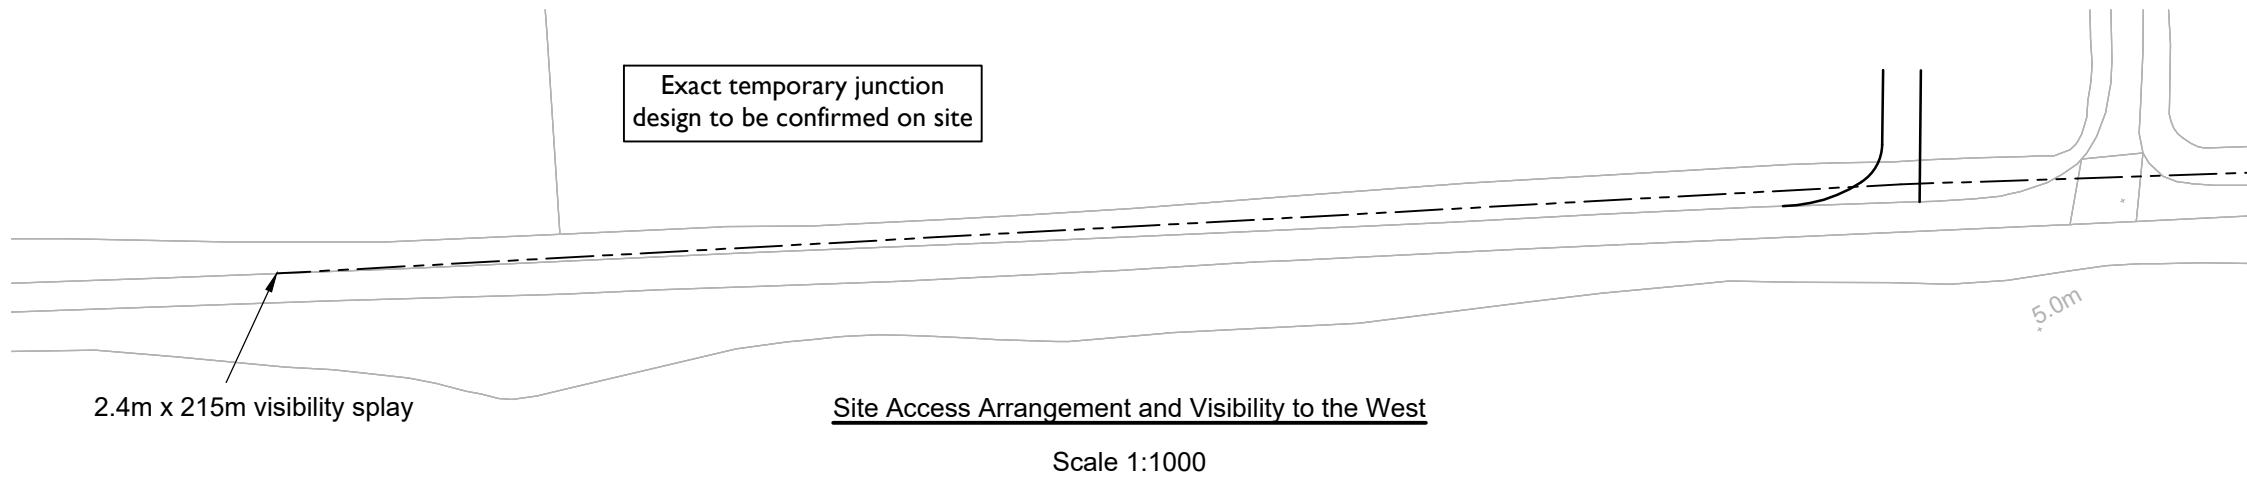 Exact temporary junction
design to be confirmed on site
5.0m
2.4m x 215m visibility splay
Site Access Arrangement and Visibility to the West
Scale 1:1000